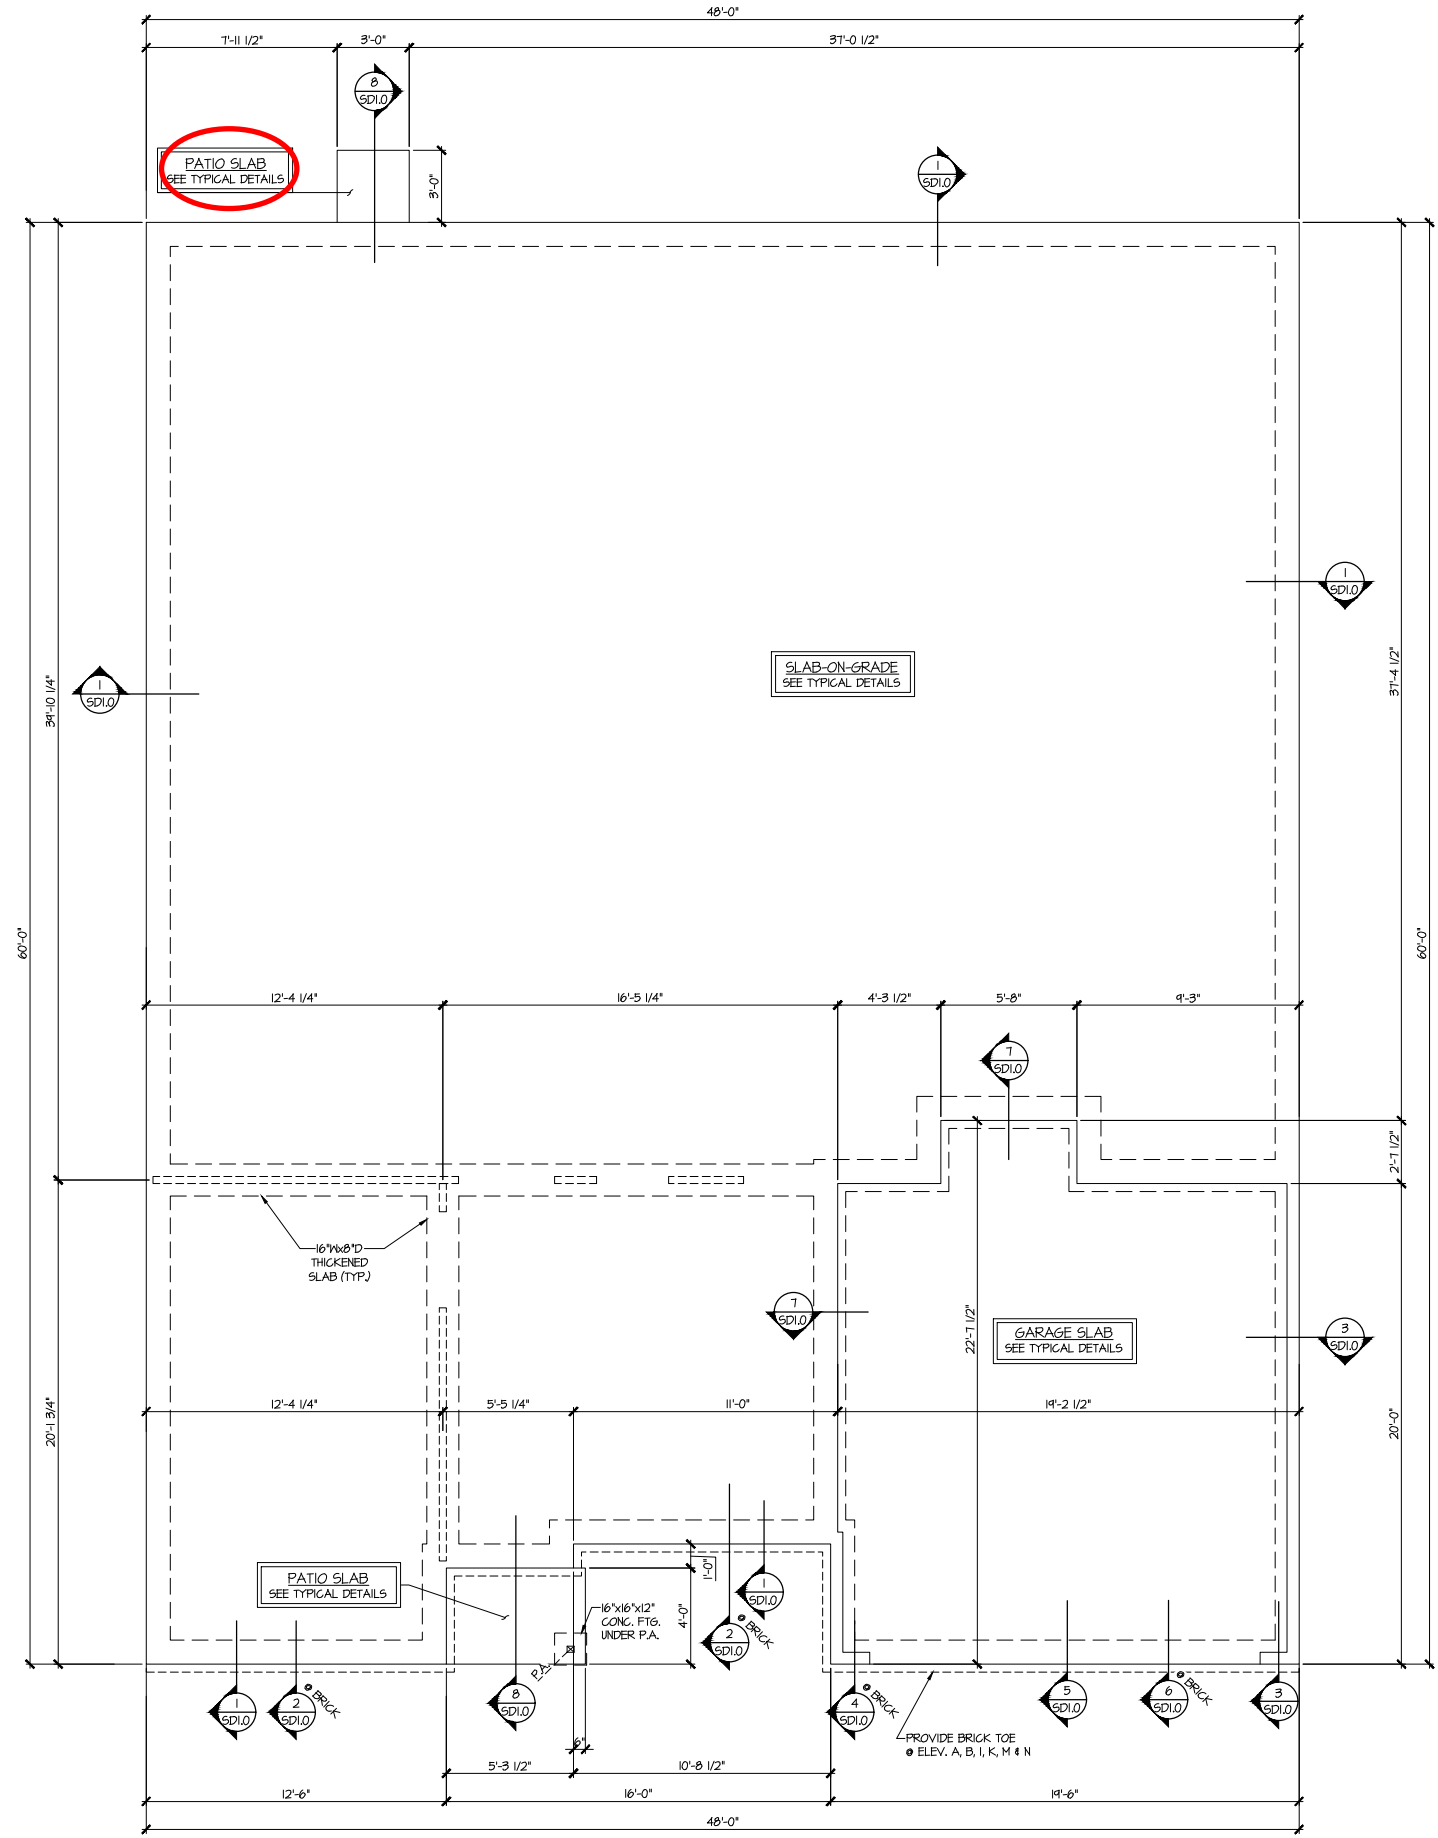 48'-0"
7'-11 1/2"
3'-0"
37'-0 1/2"
8
SD1.0
PATIO SLAB
SEE TYPICAL DETAILS
3'-0"
1
SD1.0
1
SD1.0
SLAB-ON-GRADE
SEE TYPICAL DETAILS
37'-4 1/2"
39'-10 1/4"
1
SD1.0
60'-0"
60'-0"
12'-4 1/4"
16'-5 1/4"
4'-3 1/2"
5'-8"
9'-3"
7
SD1.0
2'-7 1/2"
16"Wx8"D
THICKENED
SLAB (TYP.)
7
SD1.0
22'-7 1/2"
GARAGE SLAB
SEE TYPICAL DETAILS
3
SD1.0
20'-1 3/4"
12'-4 1/4"
5'-5 1/4"
11'-0"
19'-2 1/2"
20'-0"
PATIO SLAB
SEE TYPICAL DETAILS
1'-0"
1
SD1.0
16"x16"x12"
CONC. FTG.
UNDER P.A.
4'-0"
2
SD1.0
@ BRICK
P.A.
1
SD1.0
2
SD1.0
@ BRICK
8
SD1.0
4
SD1.0
@ BRICK
5
SD1.0
6
SD1.0
@ BRICK
3
SD1.0
PROVIDE BRICK TOE
@ ELEV. A, B, I, K, M & N
6"
5'-3 1/2"
10'-8 1/2"
12'-6"
16'-0"
19'-6"
48'-0"